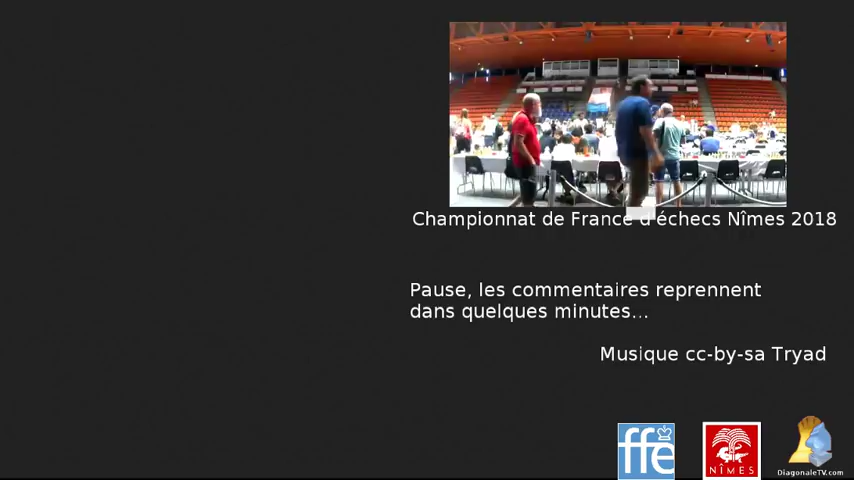 Championnat de France d'échecs Nîmes 2018
Pause, les commentaires reprennent
dans quelques minutes...
Musique cc-by-sa Tryad
ffe
NÎMES
DiagonaleTV.com